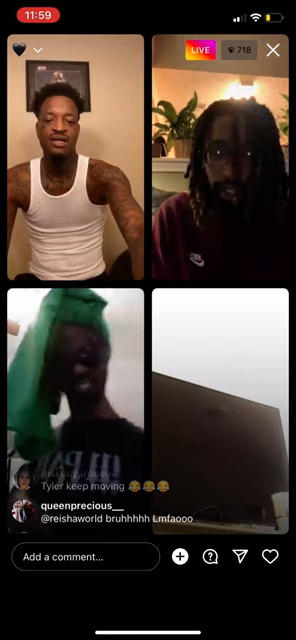 11:59
LIVE
718
Tyler keep moving 😂😂😂
queenprecious__
@reishaworld bruhhhhh Lmfaooo
Add a comment...